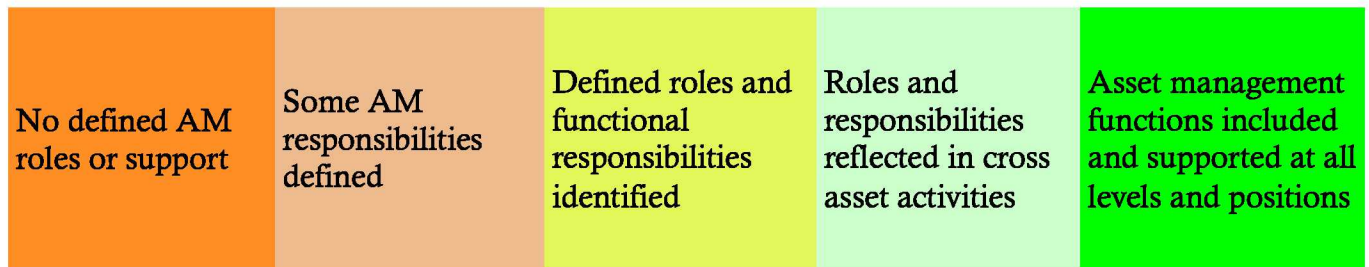 No defined AM
roles or support
Some AM
responsibilities
defined
Defined roles and
functional
responsibilities
identified
Roles and
responsibilities
reflected in cross
asset activities
Asset management
functions included
and supported at all
levels and positions